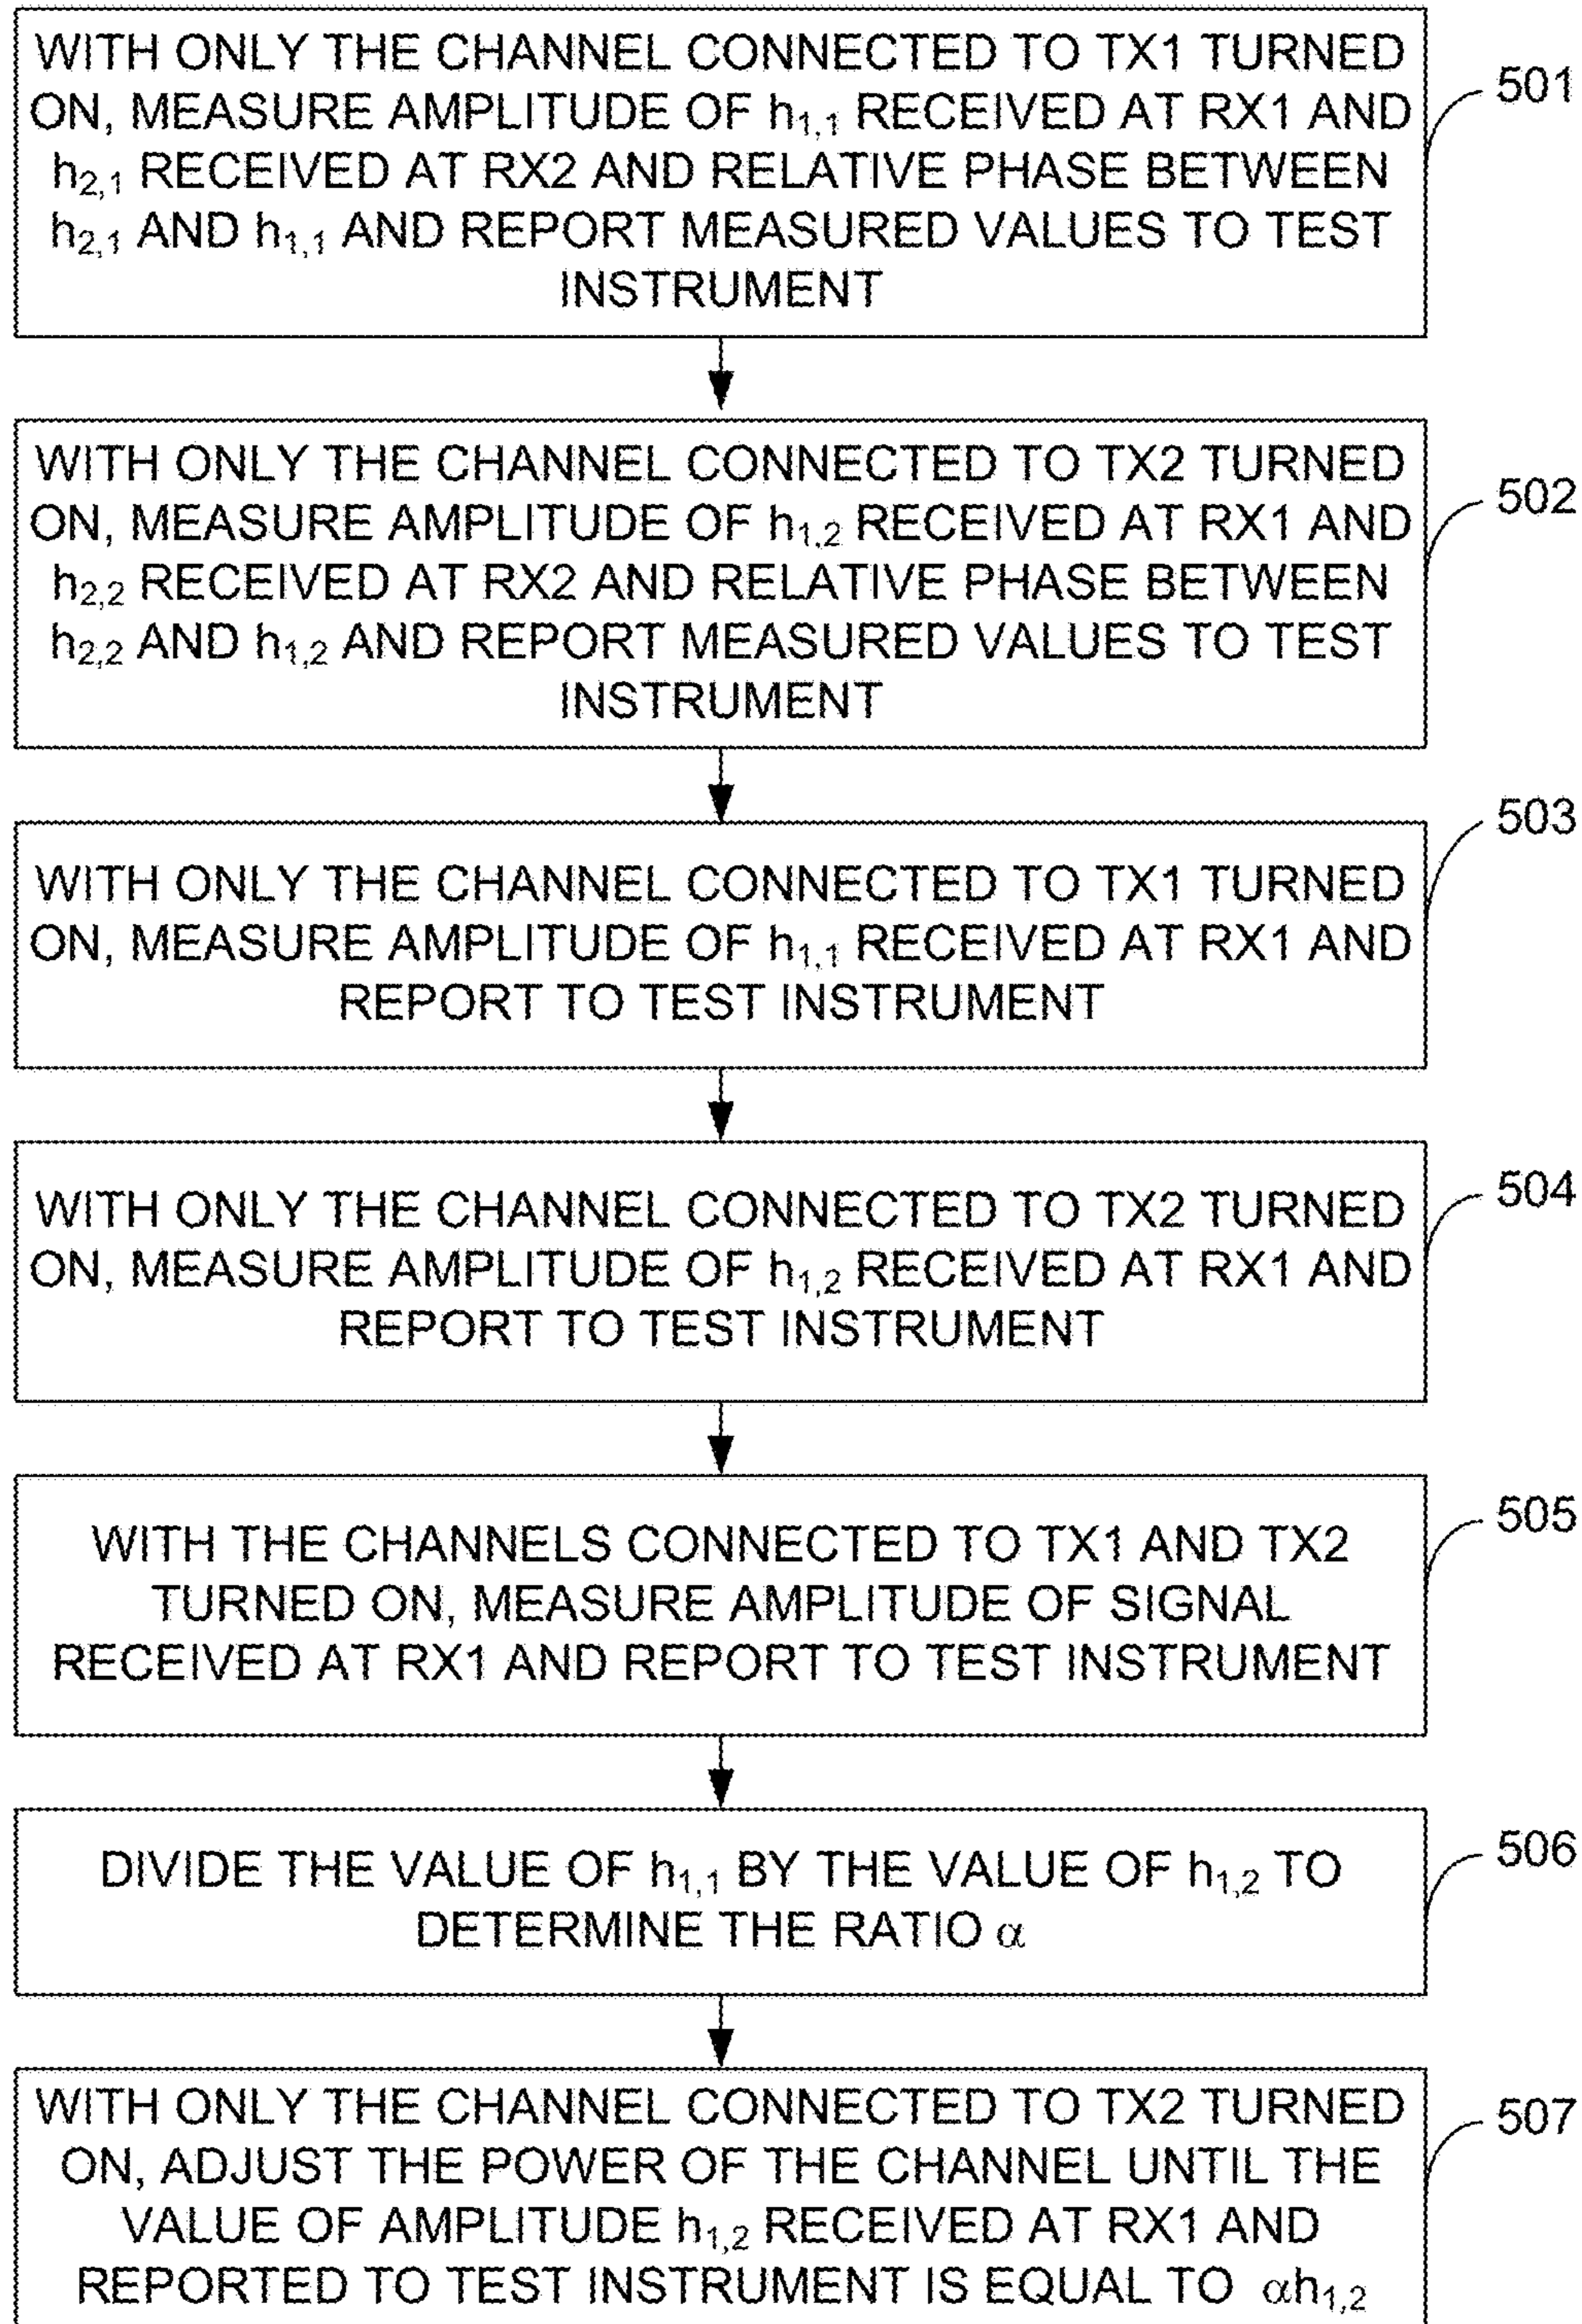 WITH ONLY THE CHANNEL CONNECTED TO TX1 TURNED
ON, MEASURE AMPLITUDE OF h1,1 RECEIVED AT RX1 AND
h2,1 RECEIVED AT RX2 AND RELATIVE PHASE BETWEEN
h2,1 AND h1,1 AND REPORT MEASURED VALUES TO TEST
INSTRUMENT
501
WITH ONLY THE CHANNEL CONNECTED TO TX2 TURNED
ON, MEASURE AMPLITUDE OF h1,2 RECEIVED AT RX1 AND
h2,2 RECEIVED AT RX2 AND RELATIVE PHASE BETWEEN
h2,2 AND h1,2 AND REPORT MEASURED VALUES TO TEST
INSTRUMENT
502
WITH ONLY THE CHANNEL CONNECTED TO TX1 TURNED
ON, MEASURE AMPLITUDE OF h1,1 RECEIVED AT RX1 AND
REPORT TO TEST INSTRUMENT
503
WITH ONLY THE CHANNEL CONNECTED TO TX2 TURNED
ON, MEASURE AMPLITUDE OF h1,2 RECEIVED AT RX1 AND
REPORT TO TEST INSTRUMENT
504
WITH THE CHANNELS CONNECTED TO TX1 AND TX2
TURNED ON, MEASURE AMPLITUDE OF SIGNAL
RECEIVED AT RX1 AND REPORT TO TEST INSTRUMENT
505
DIVIDE THE VALUE OF h1,1 BY THE VALUE OF h1,2 TO
DETERMINE THE RATIO α
506
WITH ONLY THE CHANNEL CONNECTED TO TX2 TURNED
ON, ADJUST THE POWER OF THE CHANNEL UNTIL THE
VALUE OF AMPLITUDE h1,2 RECEIVED AT RX1 AND
REPORTED TO TEST INSTRUMENT IS EQUAL TO αh1,2
507